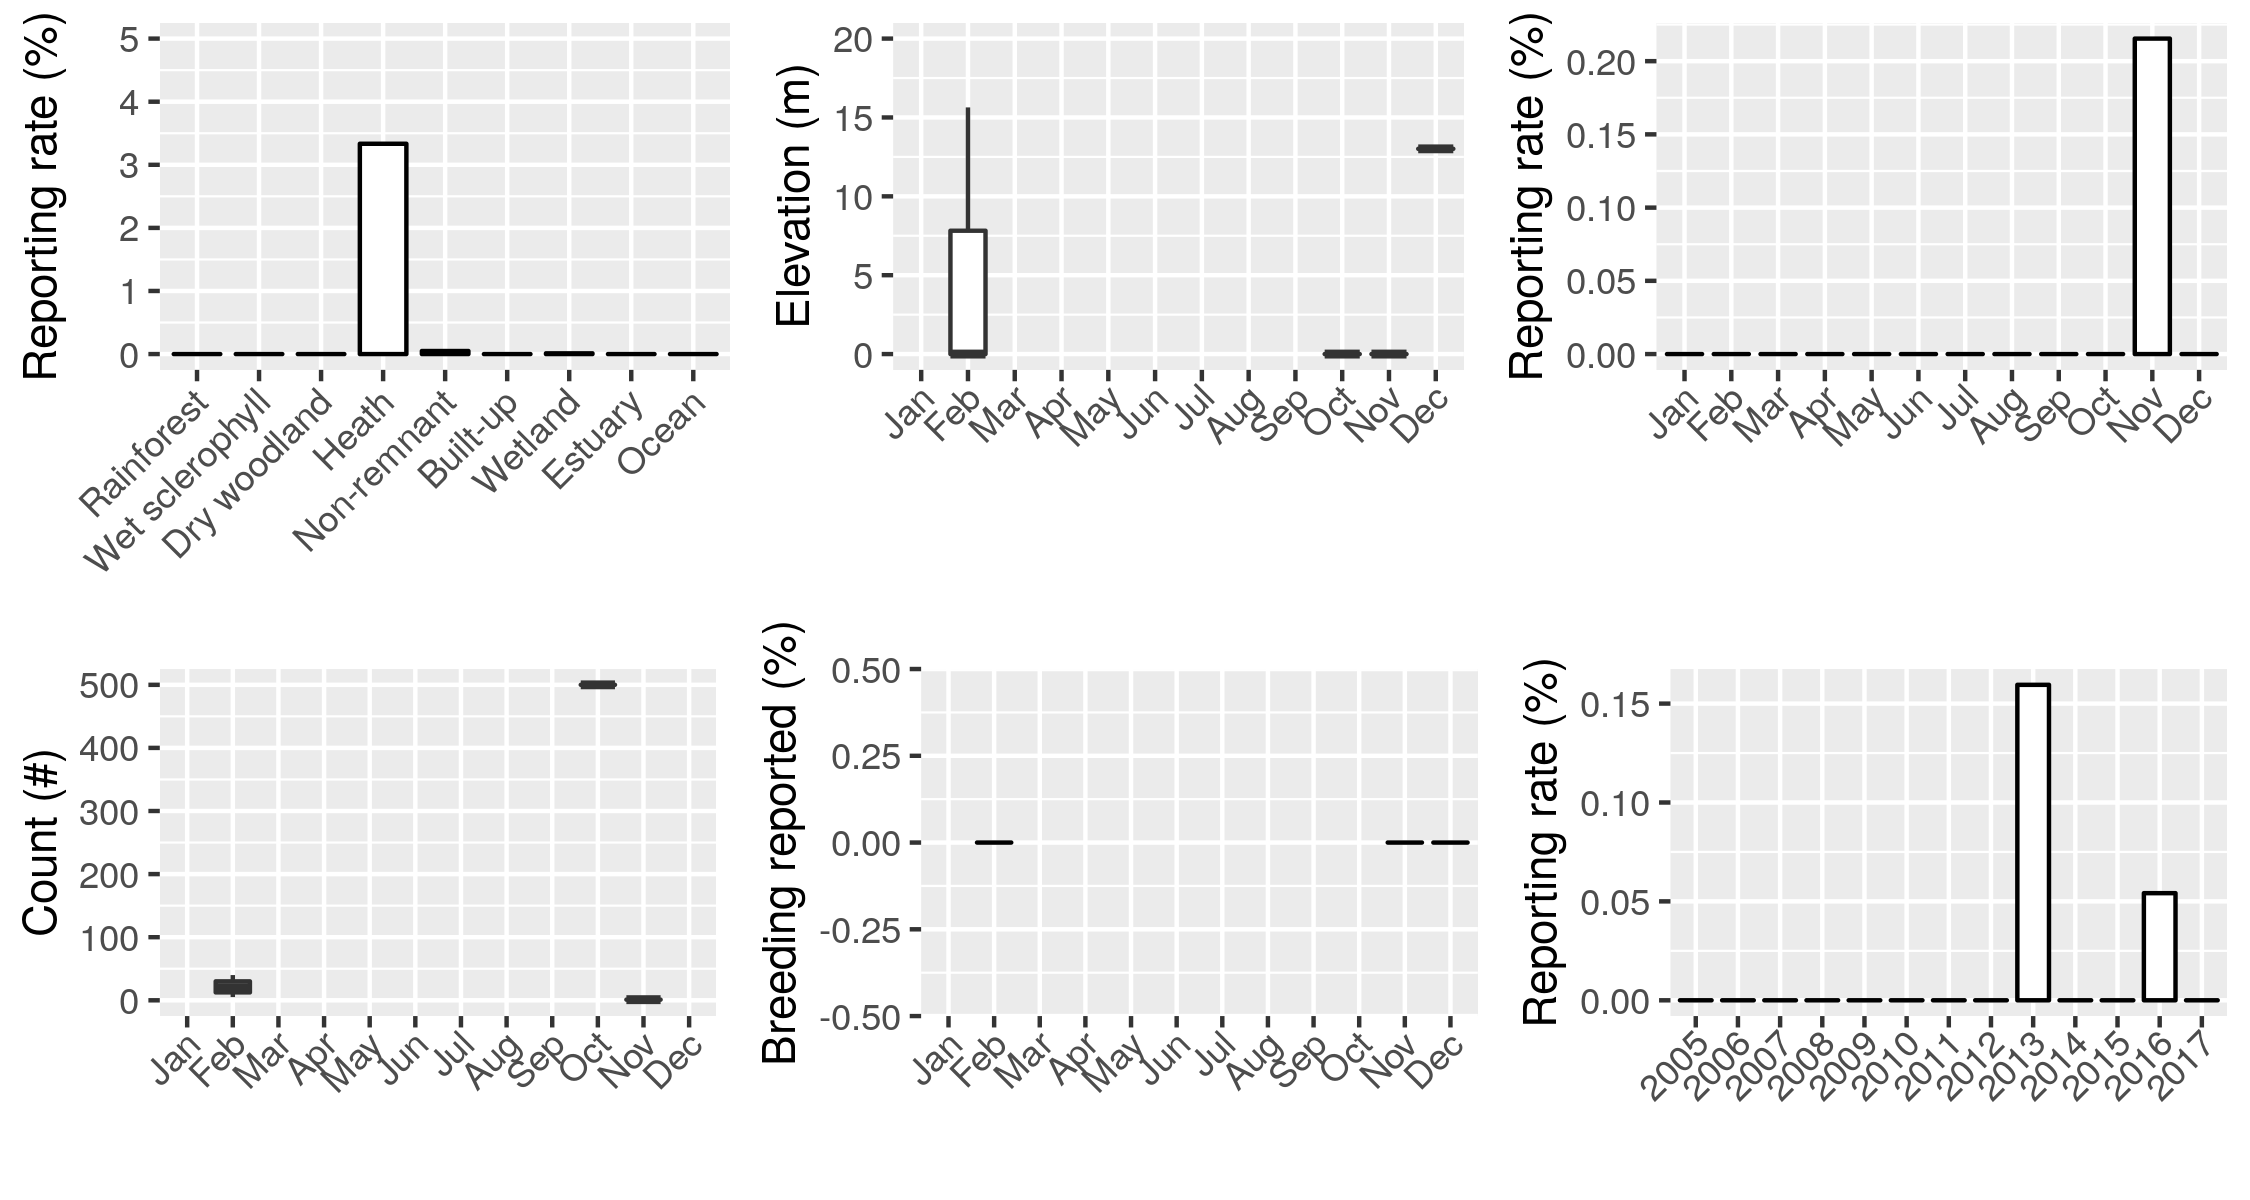 Reporting rate (%)
5
4
3
2
1
0
Rainforest
Wet sclerophyll
Dry woodland
Heath
Non-remnant
Built-up
Wetland
Estuary
Ocean
Elevation (m)
20
15
10
5
0
Jan
Feb
Mar
Apr
May
Jun
Jul
Aug
Sep
Oct
Nov
Dec
Reporting rate (%)
0.20
0.15
0.10
0.05
0.00
Jan
Feb
Mar
Apr
May
Jun
Jul
Aug
Sep
Oct
Nov
Dec
Count (#)
500
400
300
200
100
0
Jan
Feb
Mar
Apr
May
Jun
Jul
Aug
Sep
Oct
Nov
Dec
Breeding reported (%)
0.50
0.25
0.00
-0.25
-0.50
Jan
Feb
Mar
Apr
May
Jun
Jul
Aug
Sep
Oct
Nov
Dec
Reporting rate (%)
0.15
0.10
0.05
0.00
2005
2006
2007
2008
2009
2010
2011
2012
2013
2014
2015
2016
2017